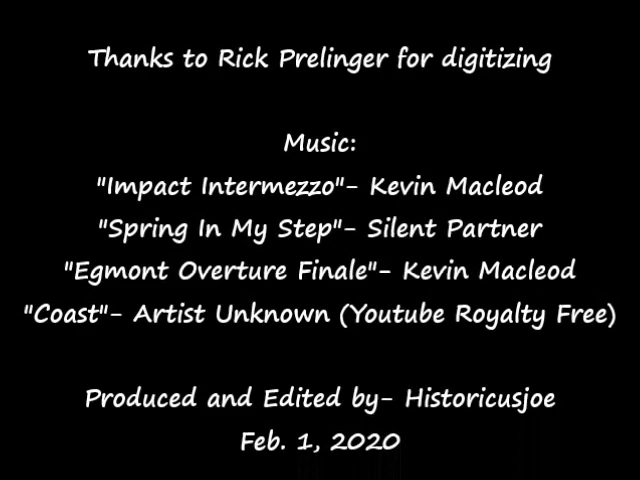 Thanks to Rick Prelinger for digitizing
Music:
"Impact Intermezzo"- Kevin Macleod
"Spring In My Step"- Silent Partner
"Egmont Overture Finale"- Kevin Macleod
"Coast"- Artist Unknown (Youtube Royalty Free)
Produced and Edited by- Historicusjoe
Feb. 1, 2020